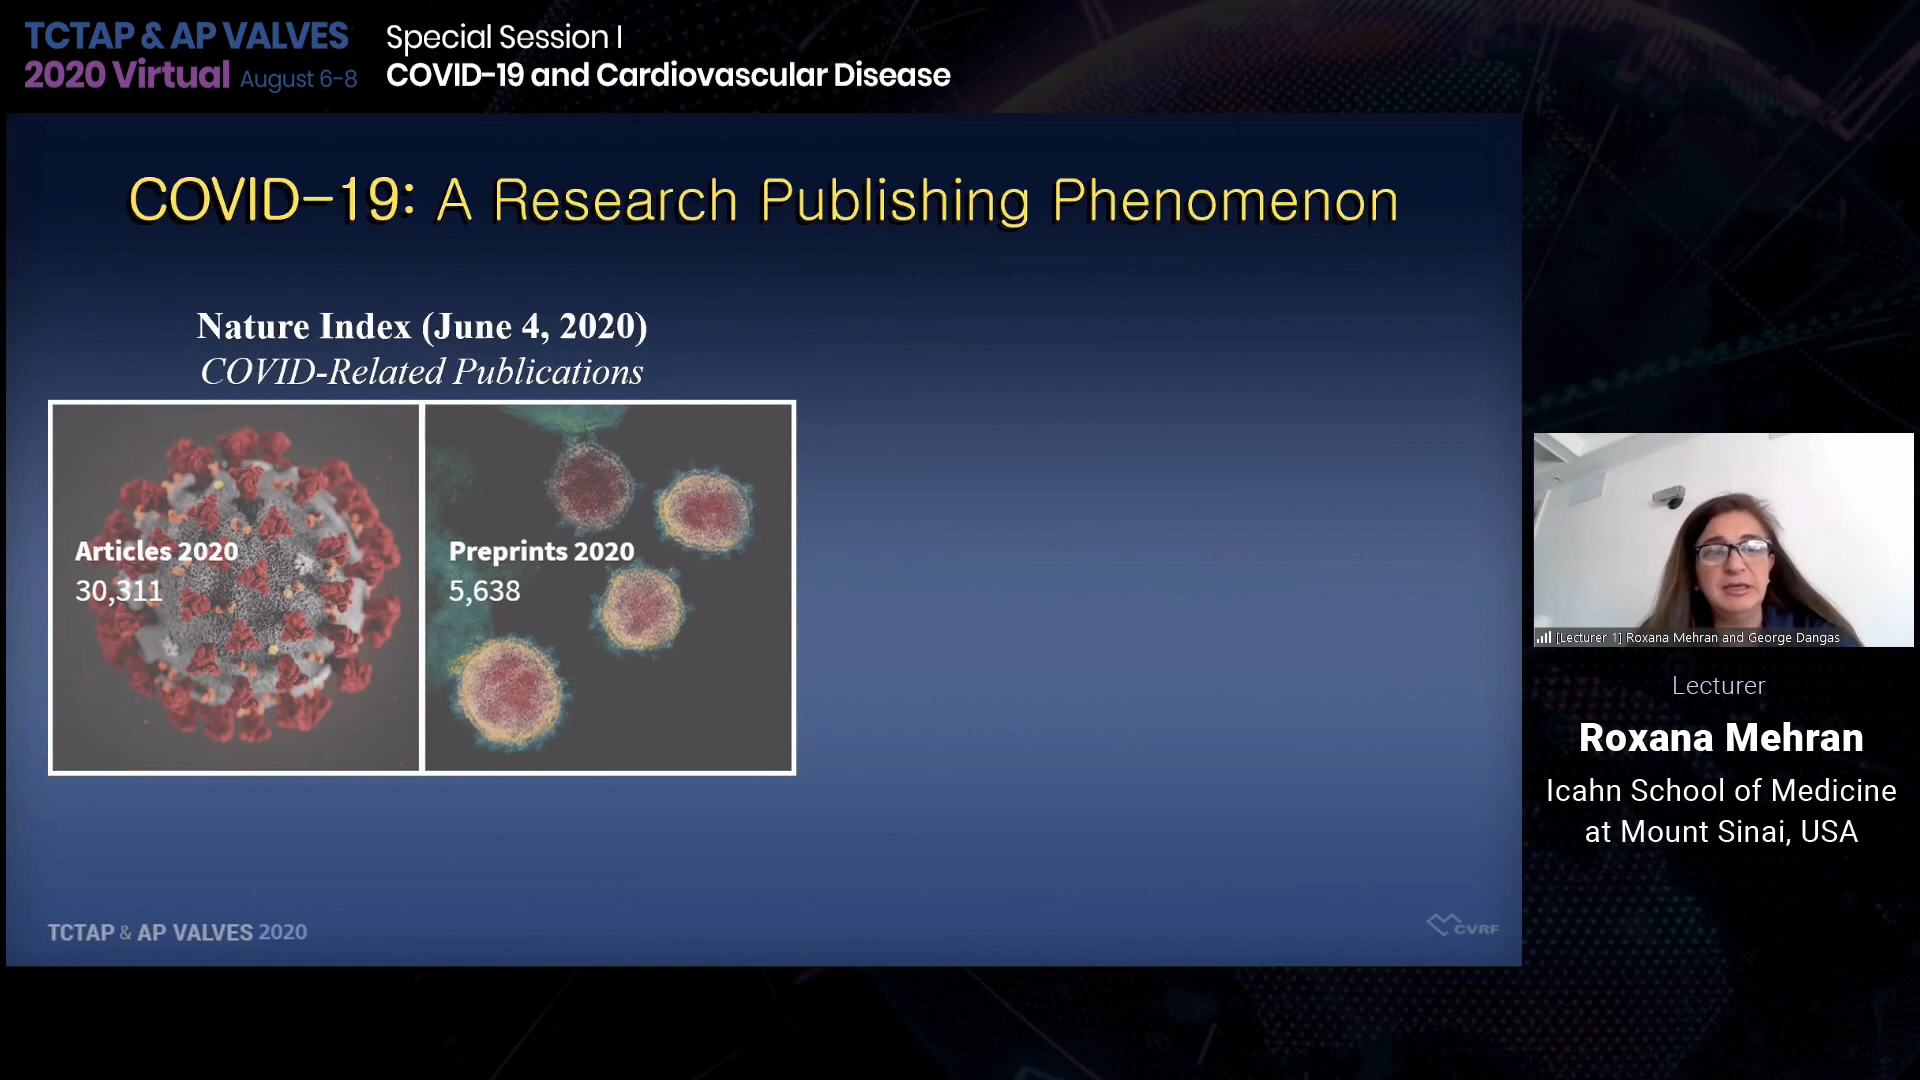 TCTAP & AP VALVES
2020 Virtual August 6-8
Special Session I
COVID-19 and Cardiovascular Disease
COVID-19: A Research Publishing Phenomenon
Nature Index (June 4, 2020)
COVID-Related Publications
Articles 2020
30,311
Preprints 2020
5,638
TCTAP & AP VALVES 2020
CVRF
[Lecturer 1] Roxana Mehran and George Dangas
Lecturer
Roxana Mehran
Icahn School of Medicine
at Mount Sinai, USA